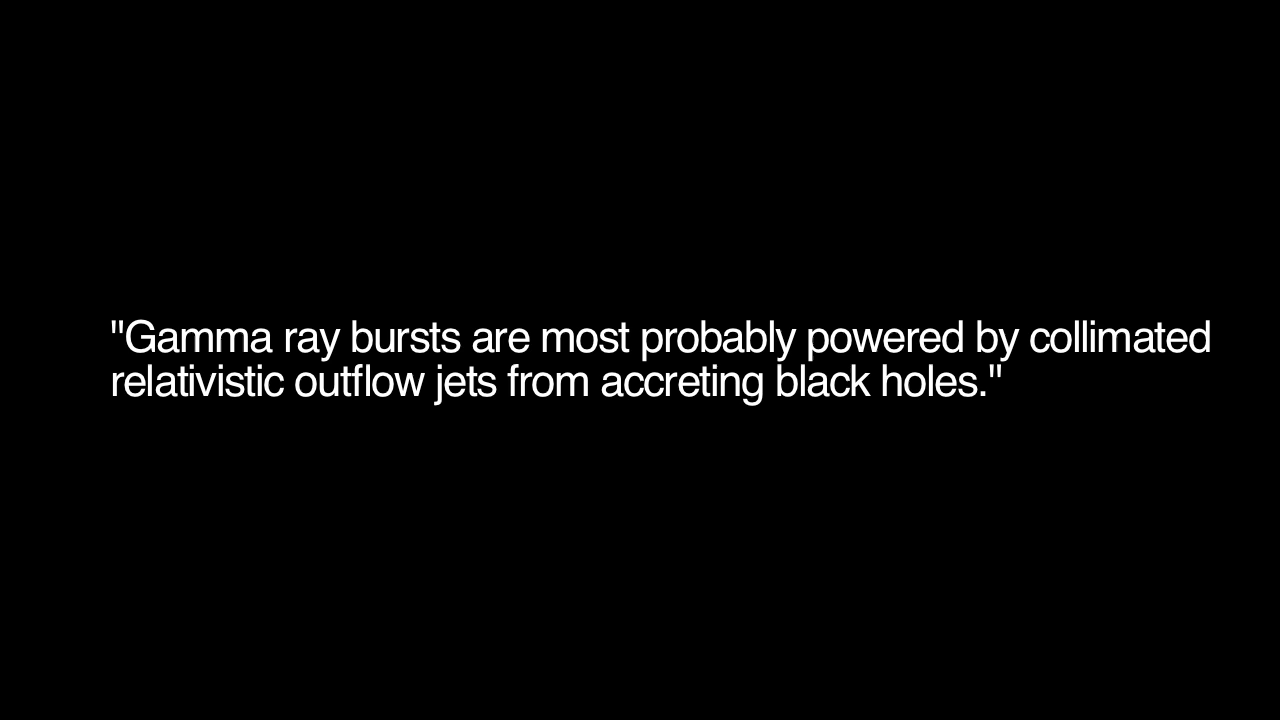 "Gamma ray bursts are most probably powered by collimated
relativistic outflow jets from accreting black holes."